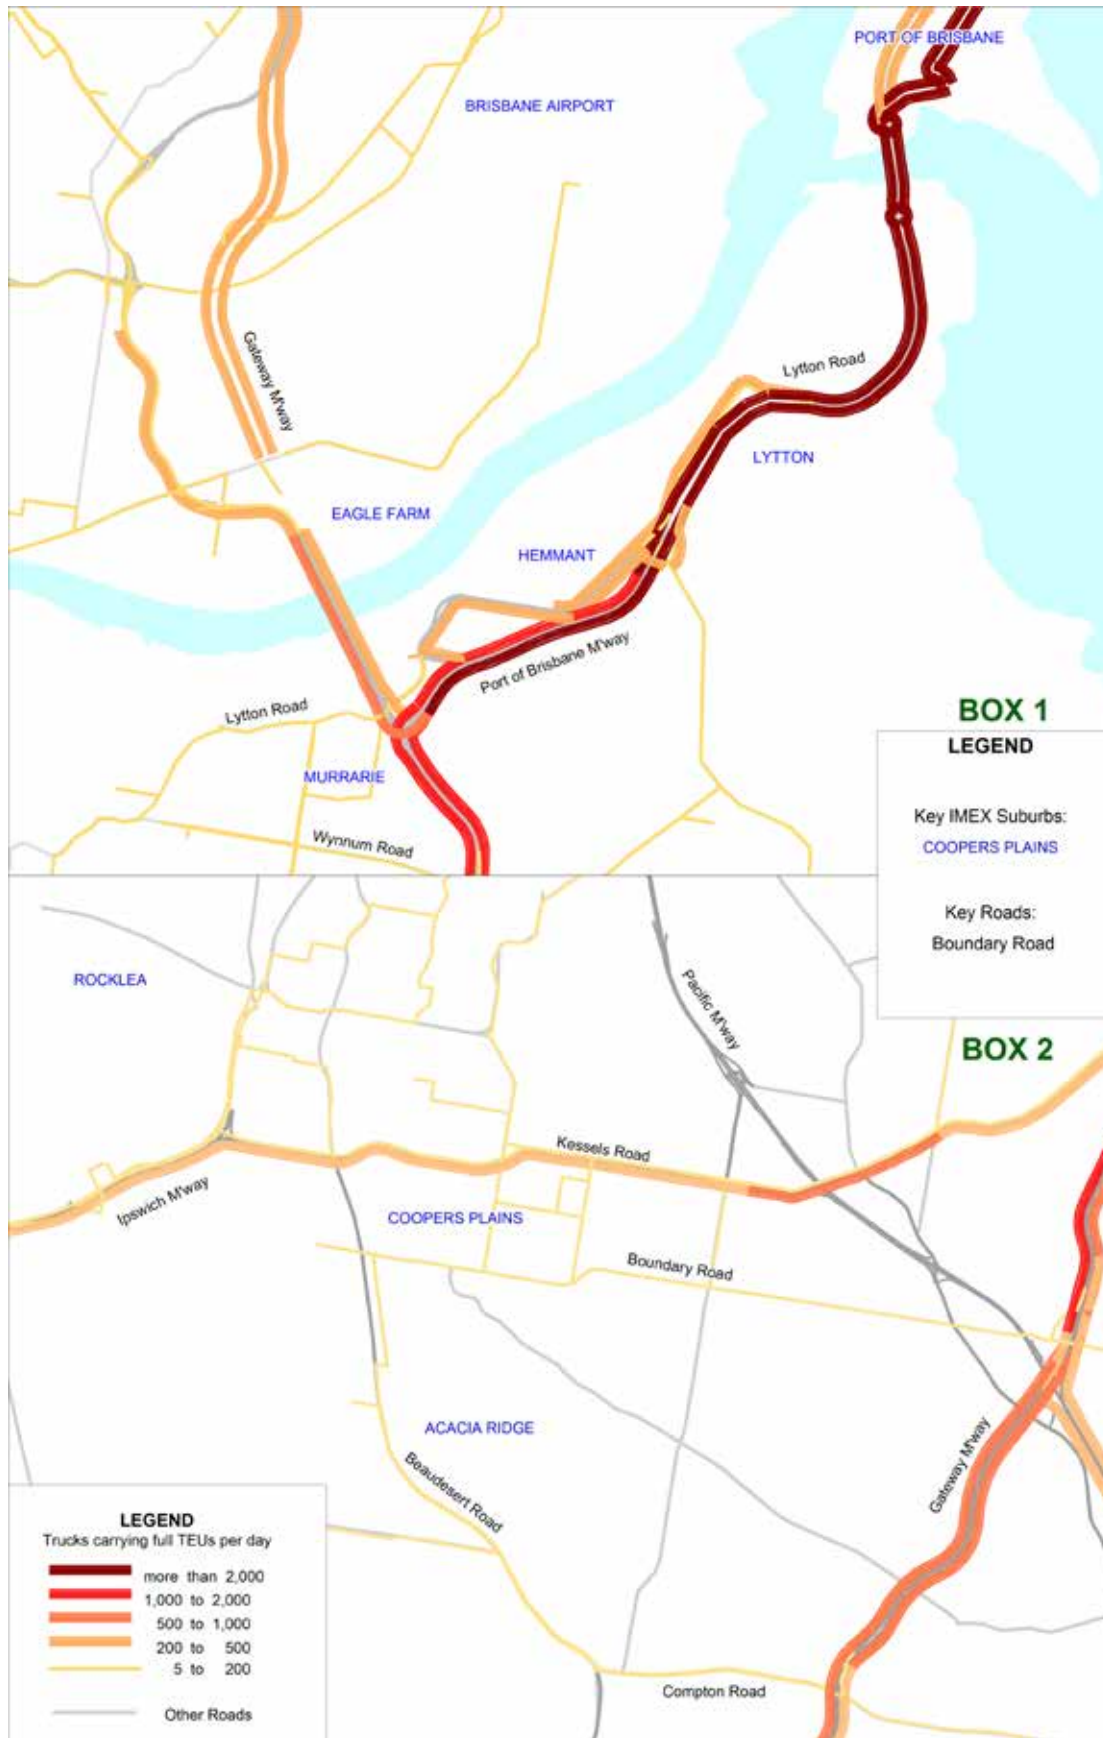 PORT OF BRISBANE
BRISBANE AIRPORT
Gateway M'way
Lytton Road
LYTTON
EAGLE FARM
HEMMANT
Port of Brisbane M'way
Lytton Road
MURRARIE
Wynnum Road
BOX 1
LEGEND
Key IMEX Suburbs:
COOPERS PLAINS
Key Roads:
Boundary Road
ROCKLEA
Pacific M'way
BOX 2
Kessels Road
Ipswich M'way
COOPERS PLAINS
Boundary Road
ACACIA RIDGE
Gateway M'way
Beaudesert Road
Compton Road
LEGEND
Trucks carrying full TEUs per day
more than 2,000
1,000 to 2,000
500 to 1,000
200 to 500
5 to 200
Other Roads